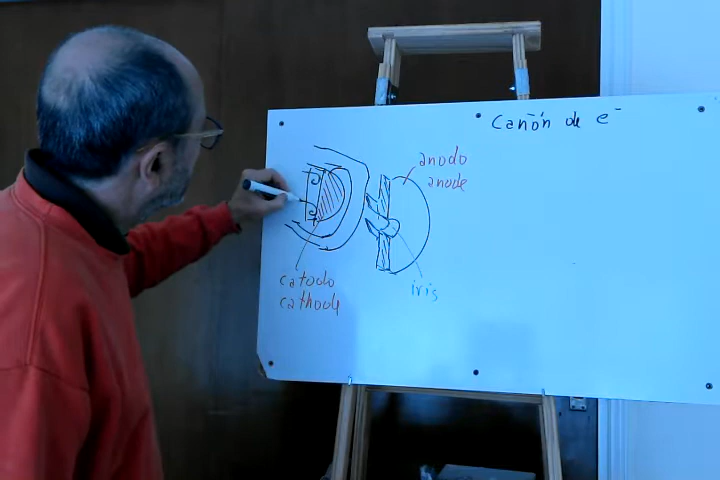 Cañón de e⁻
anodo
anode
catodo
cathode
iris